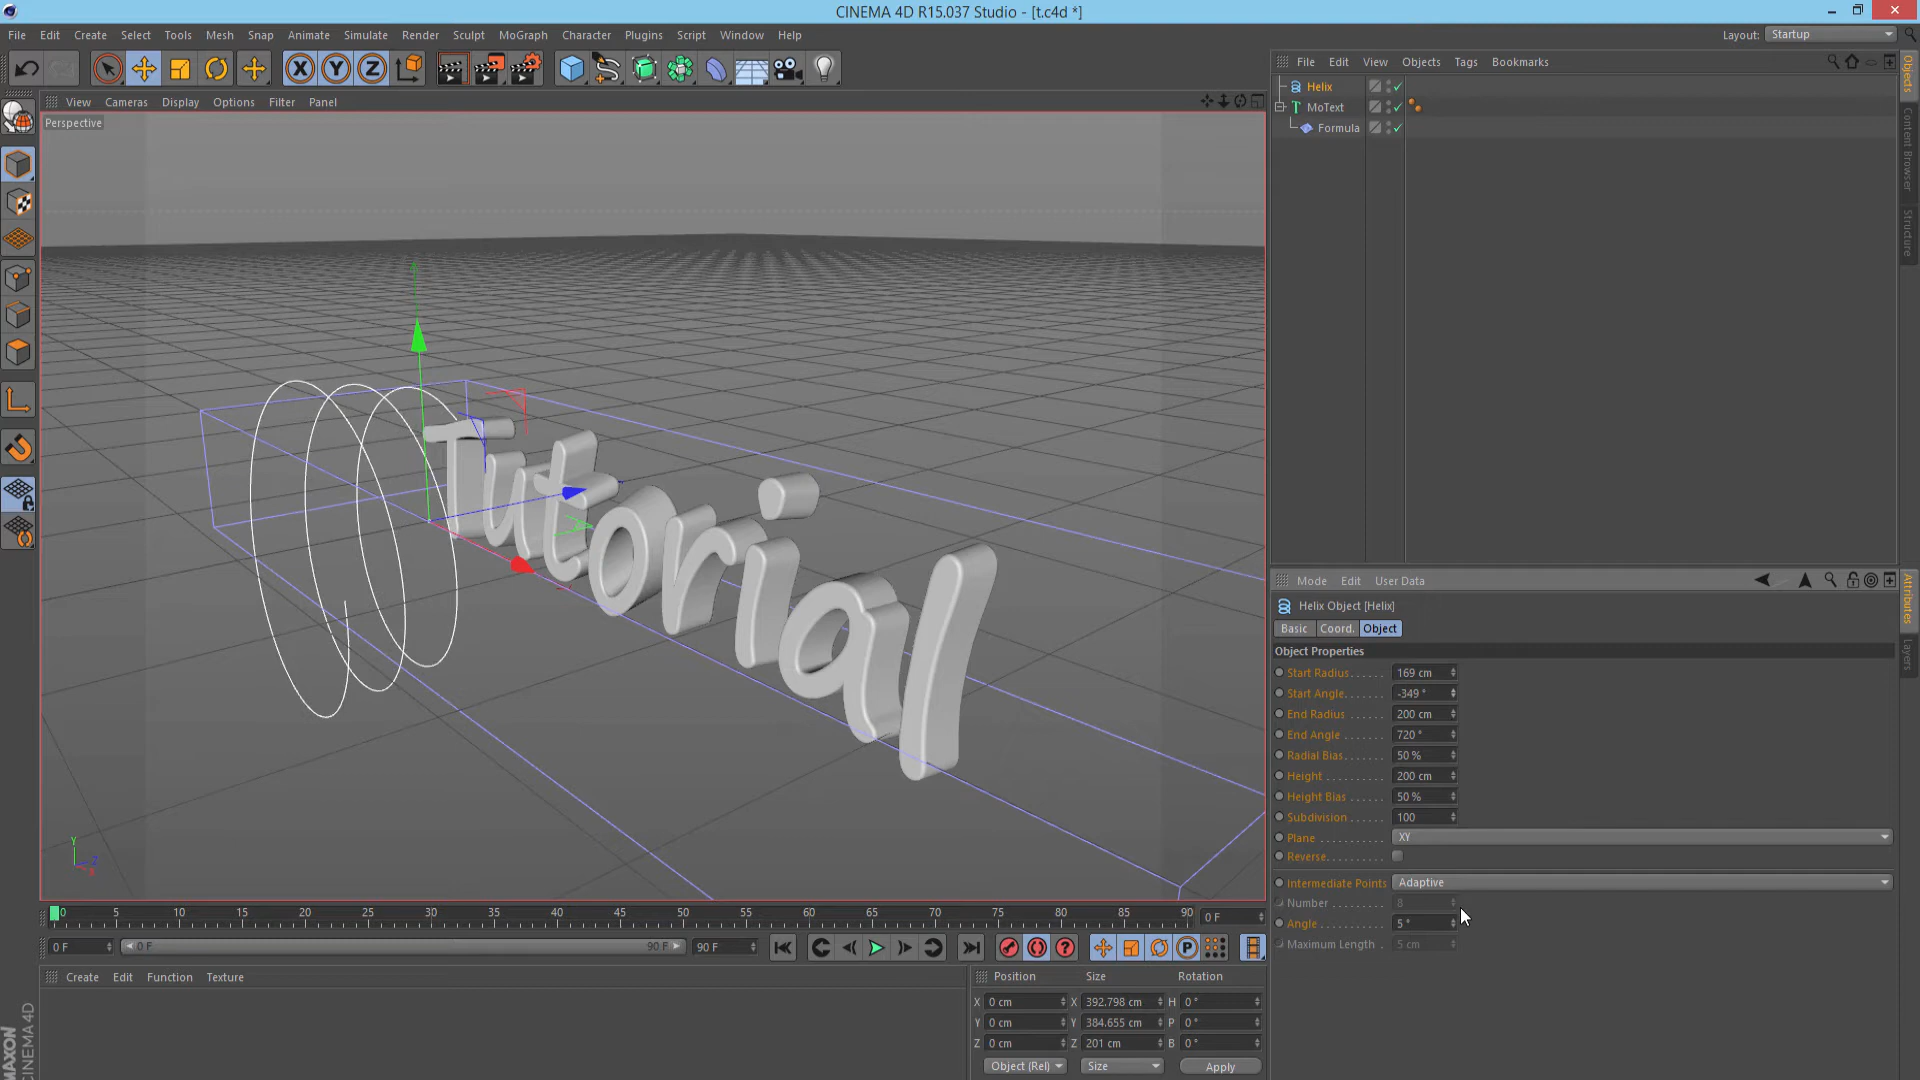 CINEMA 4D R15.037 Studio - [t.c4d *]
File Edit Create Select Tools Mesh Snap Animate Simulate Render Sculpt MoGraph Character Plugins Script Window Help
Layout: Startup
X Y Z
View Cameras Display Options Filter Panel
Perspective
Tutorial
Y
Z
X
File Edit View Objects Tags Bookmarks
Helix
MoText
Formula
Objects
Content Browser
Structure
Mode Edit User Data
Helix Object [Helix]
Basic Coord. Object
Object Properties
Start Radius 169 cm
Start Angle -349 °
End Radius 200 cm
End Angle 720 °
Radial Bias 50 %
Height 200 cm
Height Bias 50 %
Subdivision 100
Plane XY
Reverse
Intermediate Points Adaptive
Number 8
Angle 5 °
Maximum Length 5 cm
Attributes
Layers
0 5 10 15 20 25 30 35 40 45 50 55 60 65 70 75 80 85 90 0 F
0 F 0 F 90 F 90 F
P
Create Edit Function Texture
Position Size Rotation
X 0 cm X 392.798 cm H 0 °
Y 0 cm Y 384.655 cm P 0 °
Z 0 cm Z 201 cm B 0 °
Object (Rel) Size Apply
MAXON
CINEMA 4D